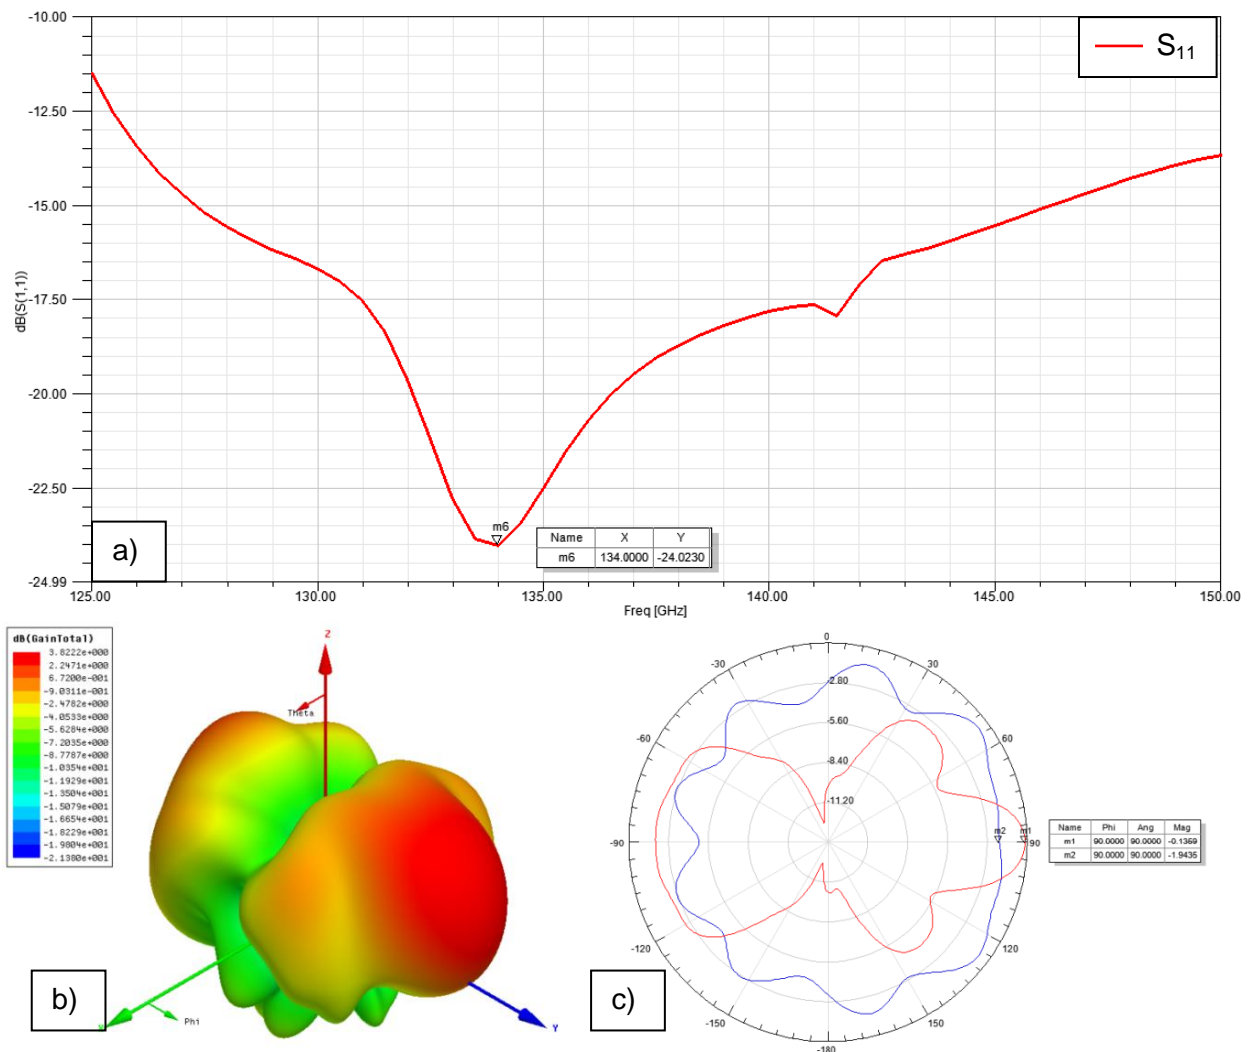 -10.00
S11
-12.50
-15.00
dB(S(1,1))
-17.50
-20.00
-22.50
m6
Name X Y
m6 134.0000 -24.0230
a)
-24.99
125.00 130.00 135.00 140.00 145.00 150.00
Freq [GHz]
dB(GainTotal)
3.8222e+000
2.2471e+000
6.7200e-001
-9.0311e-001
-2.4782e+000
-4.0533e+000
-5.6284e+000
-7.2035e+000
-8.7787e+000
-1.0354e+001
-1.1929e+001
-1.3504e+001
-1.5079e+001
-1.6654e+001
-1.8229e+001
-1.9804e+001
-2.1380e+001
Z
Theta
Phi
Y
b)
0
-30 30
-2.80
-5.60
-60 60
-8.40
-11.20
m2 m1
-90 90
Name Phi Ang Mag
m1 90.0000 90.0000 -0.1369
m2 90.0000 90.0000 -1.9435
-120 120
-150 150
-180
c)